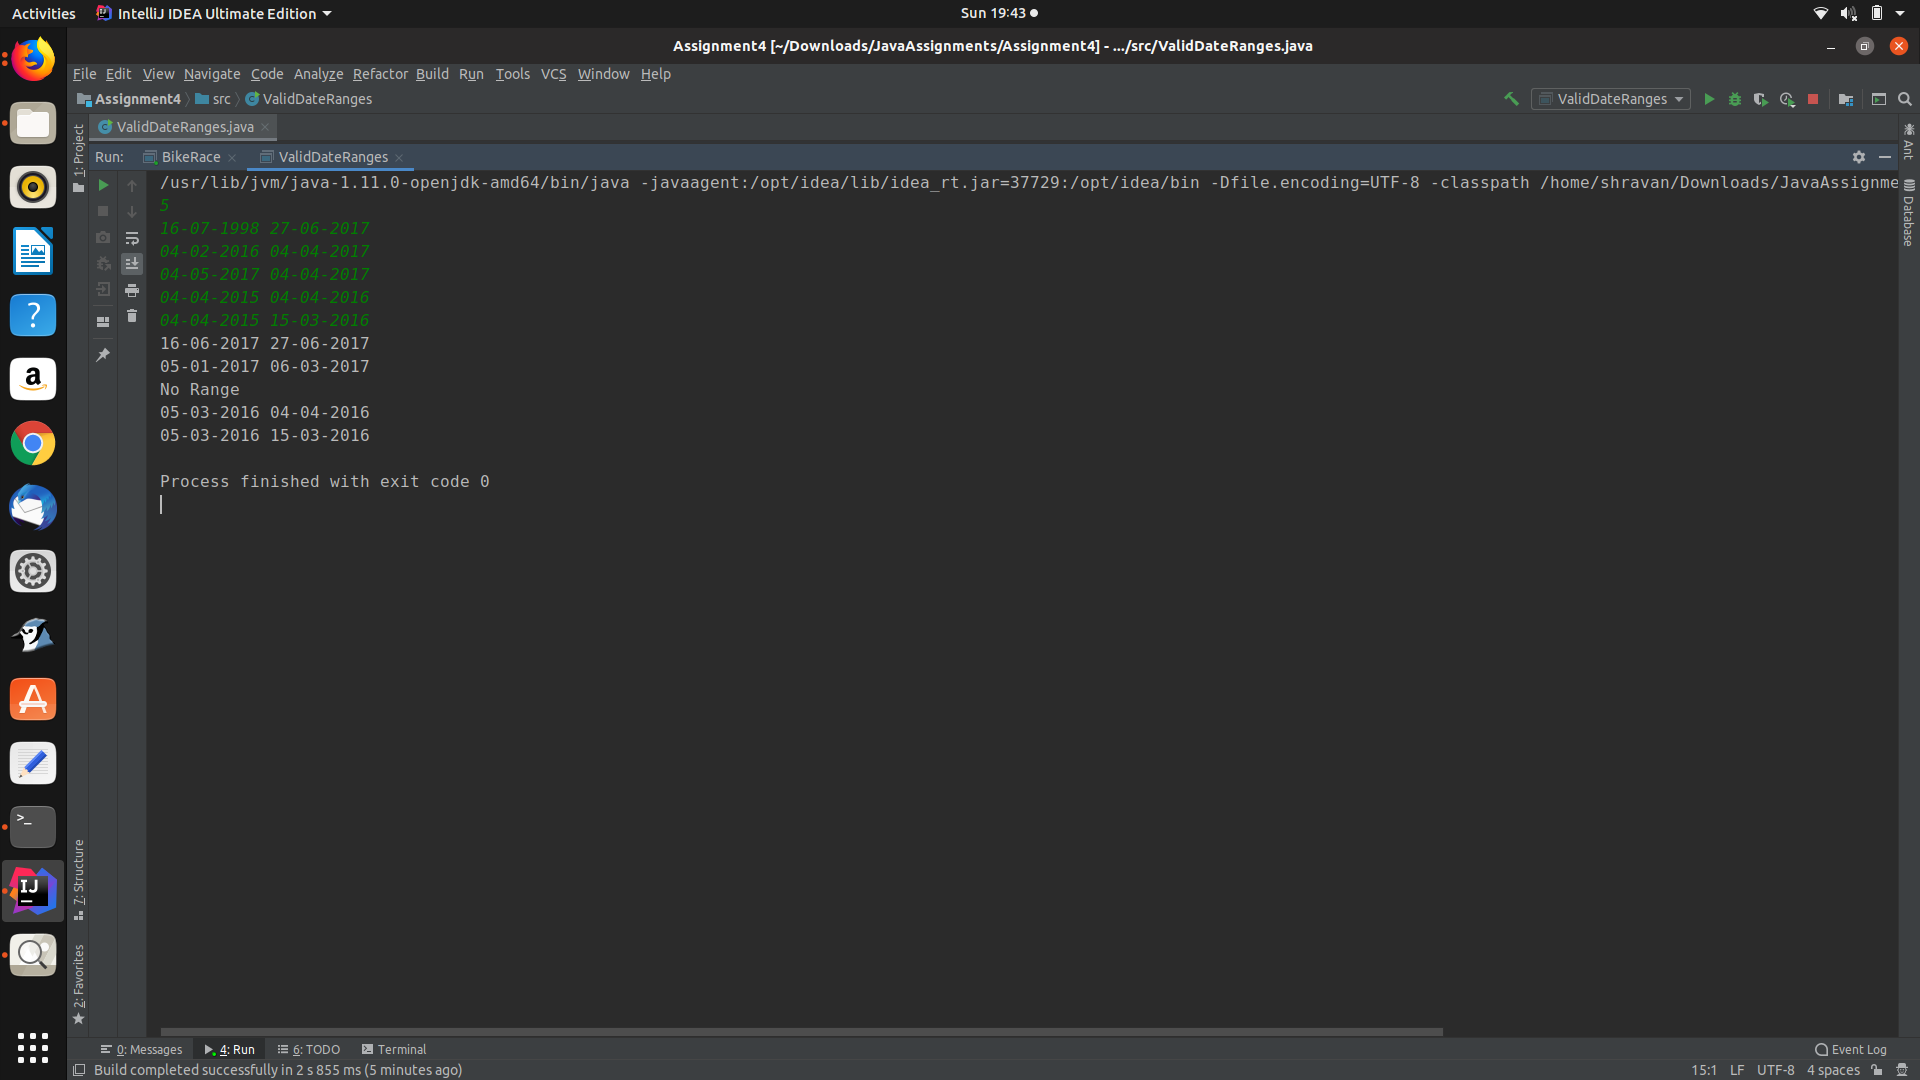 Activities IntelliJ IDEA Ultimate Edition Sun 19:43
Assignment4 [~/Downloads/JavaAssignments/Assignment4] - .../src/ValidDateRanges.java
File Edit View Navigate Code Analyze Refactor Build Run Tools VCS Window Help
Assignment4 src ValidDateRanges ValidDateRanges
ValidDateRanges.java
Run: BikeRace ValidDateRanges
/usr/lib/jvm/java-1.11.0-openjdk-amd64/bin/java -javaagent:/opt/idea/lib/idea_rt.jar=37729:/opt/idea/bin -Dfile.encoding=UTF-8 -classpath /home/shravan/Downloads/JavaAssignme
5
16-07-1998 27-06-2017
04-02-2016 04-04-2017
04-05-2017 04-04-2017
04-04-2015 04-04-2016
04-04-2015 15-03-2016
16-06-2017 27-06-2017
05-01-2017 06-03-2017
No Range
05-03-2016 04-04-2016
05-03-2016 15-03-2016
Process finished with exit code 0
1: Project
7: Structure
2: Favorites
Ant
Database
0: Messages 4: Run 6: TODO Terminal Event Log
Build completed successfully in 2 s 855 ms (5 minutes ago) 15:1 LF UTF-8 4 spaces
?
a
>_
IJ